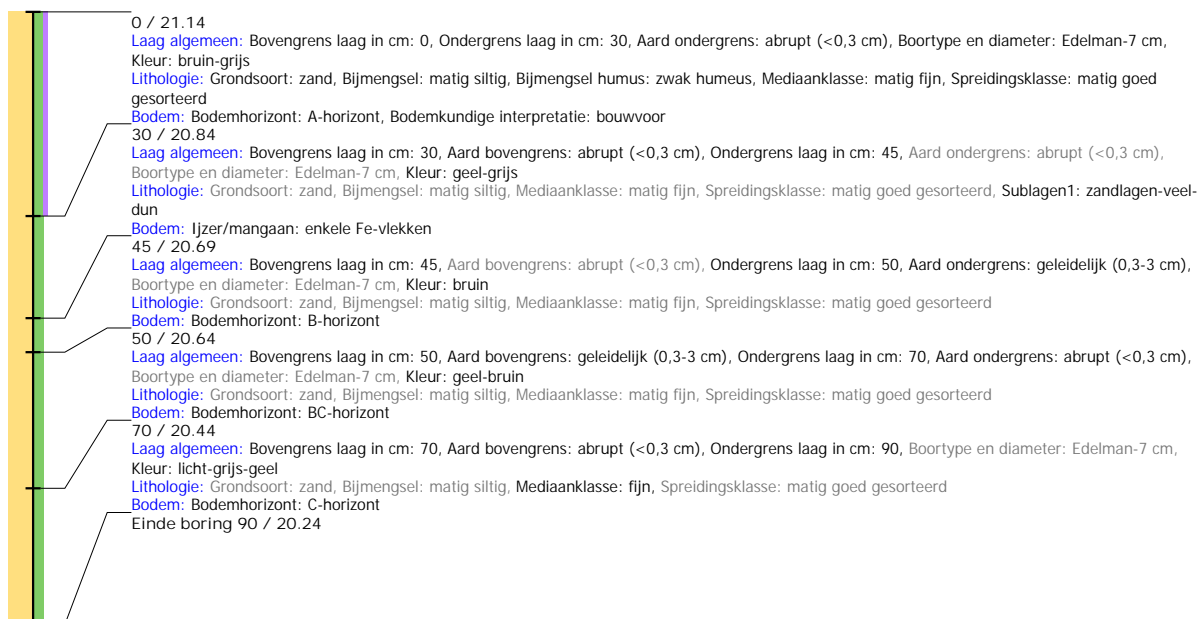 0 / 21.14
Laag algemeen: Bovengrens laag in cm: 0, Ondergrens laag in cm: 30, Aard ondergrens: abrupt (<0,3 cm), Boortype en diameter: Edelman-7 cm,
Kleur: bruin-grijs
Lithologie: Grondsoort: zand, Bijmengsel: matig siltig, Bijmengsel humus: zwak humeus, Mediaanklasse: matig fijn, Spreidingsklasse: matig goed
gesorteerd
Bodem: Bodemhorizont: A-horizont, Bodemkundige interpretatie: bouwvoor
30 / 20.84
Laag algemeen: Bovengrens laag in cm: 30, Aard bovengrens: abrupt (<0,3 cm), Ondergrens laag in cm: 45, Aard ondergrens: abrupt (<0,3 cm),
Boortype en diameter: Edelman-7 cm, Kleur: geel-grijs
Lithologie: Grondsoort: zand, Bijmengsel: matig siltig, Mediaanklasse: matig fijn, Spreidingsklasse: matig goed gesorteerd, Sublagen1: zandlagen-veel-
dun
Bodem: Ijzer/mangaan: enkele Fe-vlekken
45 / 20.69
Laag algemeen: Bovengrens laag in cm: 45, Aard bovengrens: abrupt (<0,3 cm), Ondergrens laag in cm: 50, Aard ondergrens: geleidelijk (0,3-3 cm),
Boortype en diameter: Edelman-7 cm, Kleur: bruin
Lithologie: Grondsoort: zand, Bijmengsel: matig siltig, Mediaanklasse: matig fijn, Spreidingsklasse: matig goed gesorteerd
Bodem: Bodemhorizont: B-horizont
50 / 20.64
Laag algemeen: Bovengrens laag in cm: 50, Aard bovengrens: geleidelijk (0,3-3 cm), Ondergrens laag in cm: 70, Aard ondergrens: abrupt (<0,3 cm),
Boortype en diameter: Edelman-7 cm, Kleur: geel-bruin
Lithologie: Grondsoort: zand, Bijmengsel: matig siltig, Mediaanklasse: matig fijn, Spreidingsklasse: matig goed gesorteerd
Bodem: Bodemhorizont: BC-horizont
70 / 20.44
Laag algemeen: Bovengrens laag in cm: 70, Aard bovengrens: abrupt (<0,3 cm), Ondergrens laag in cm: 90, Boortype en diameter: Edelman-7 cm,
Kleur: licht-grijs-geel
Lithologie: Grondsoort: zand, Bijmengsel: matig siltig, Mediaanklasse: fijn, Spreidingsklasse: matig goed gesorteerd
Bodem: Bodemhorizont: C-horizont
Einde boring 90 / 20.24